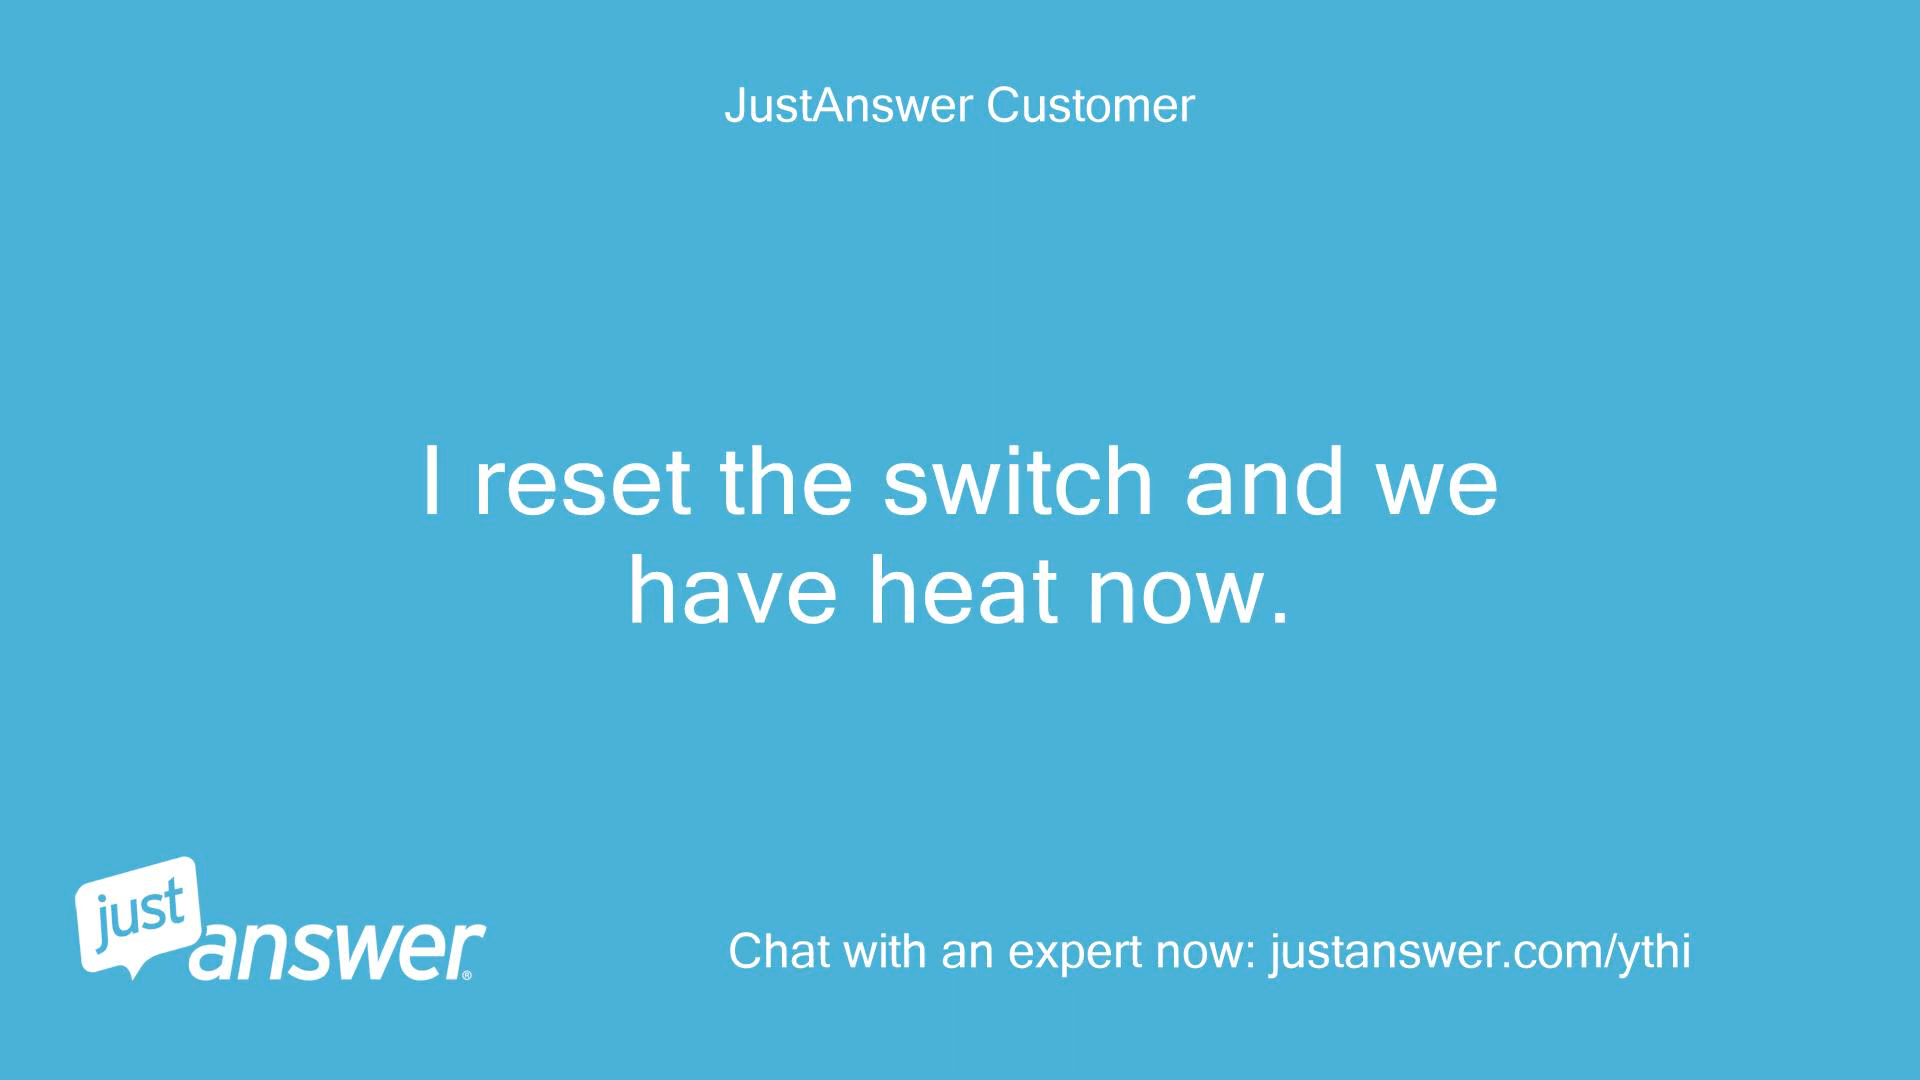 JustAnswer Customer
I reset the switch and we
have heat now.
just
answer®
Chat with an expert now: justanswer.com/ythi